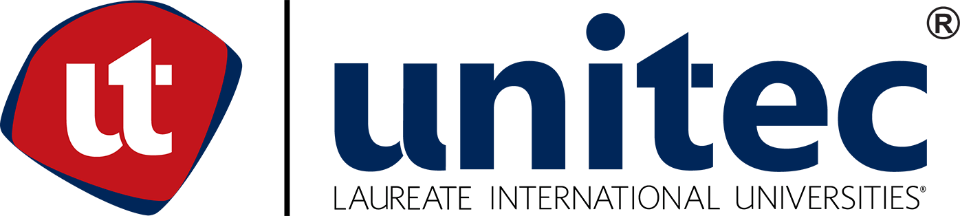 ut
unitec®
LAUREATE INTERNATIONAL UNIVERSITIES®